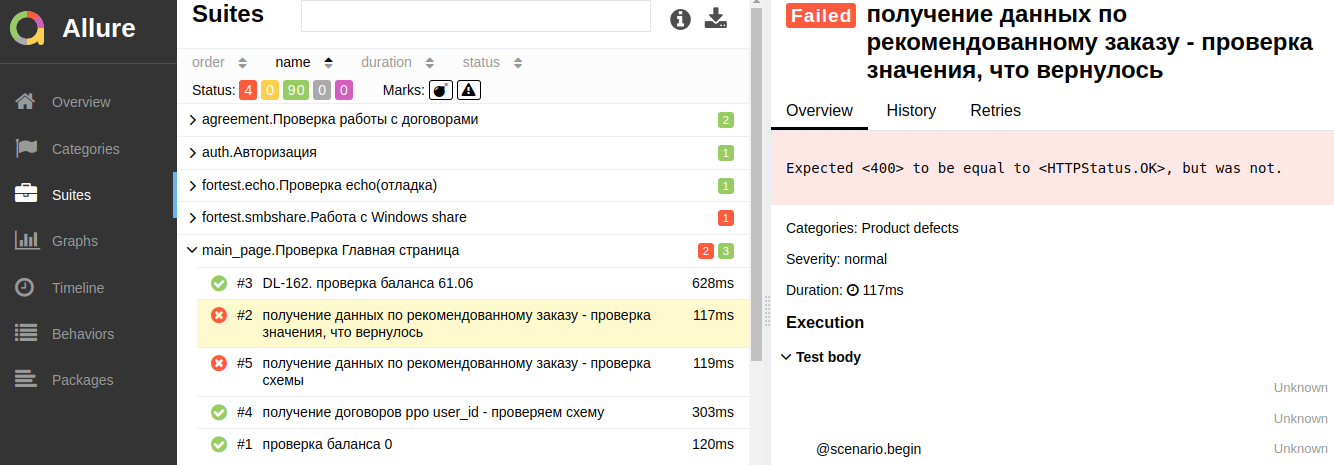 Allure
Overview
Categories
Suites
Graphs
Timeline
Behaviors
Packages
Suites
order name duration status
Status: 4 0 90 0 0 Marks:
agreement.Проверка работы с договорами 2
auth.Авторизация 1
fortest.echo.Проверка echo(отладка) 1
fortest.smbshare.Работа с Windows share 1
main_page.Проверка Главная страница 2 3
#3 DL-162. проверка баланса 61.06 628ms
#2 получение данных по рекомендованному заказу - проверка 117ms
значения, что вернулось
#5 получение данных по рекомендованному заказу - проверка 119ms
схемы
#4 получение договоров ppo user_id - проверяем схему 303ms
#1 проверка баланса 0 120ms
Failed получение данных по
рекомендованному заказу - проверка
значения, что вернулось
Overview History Retries
Expected <400> to be equal to <HTTPStatus.OK>, but was not.
Categories: Product defects
Severity: normal
Duration: 117ms
Execution
Test body
Unknown
Unknown
@scenario.begin Unknown